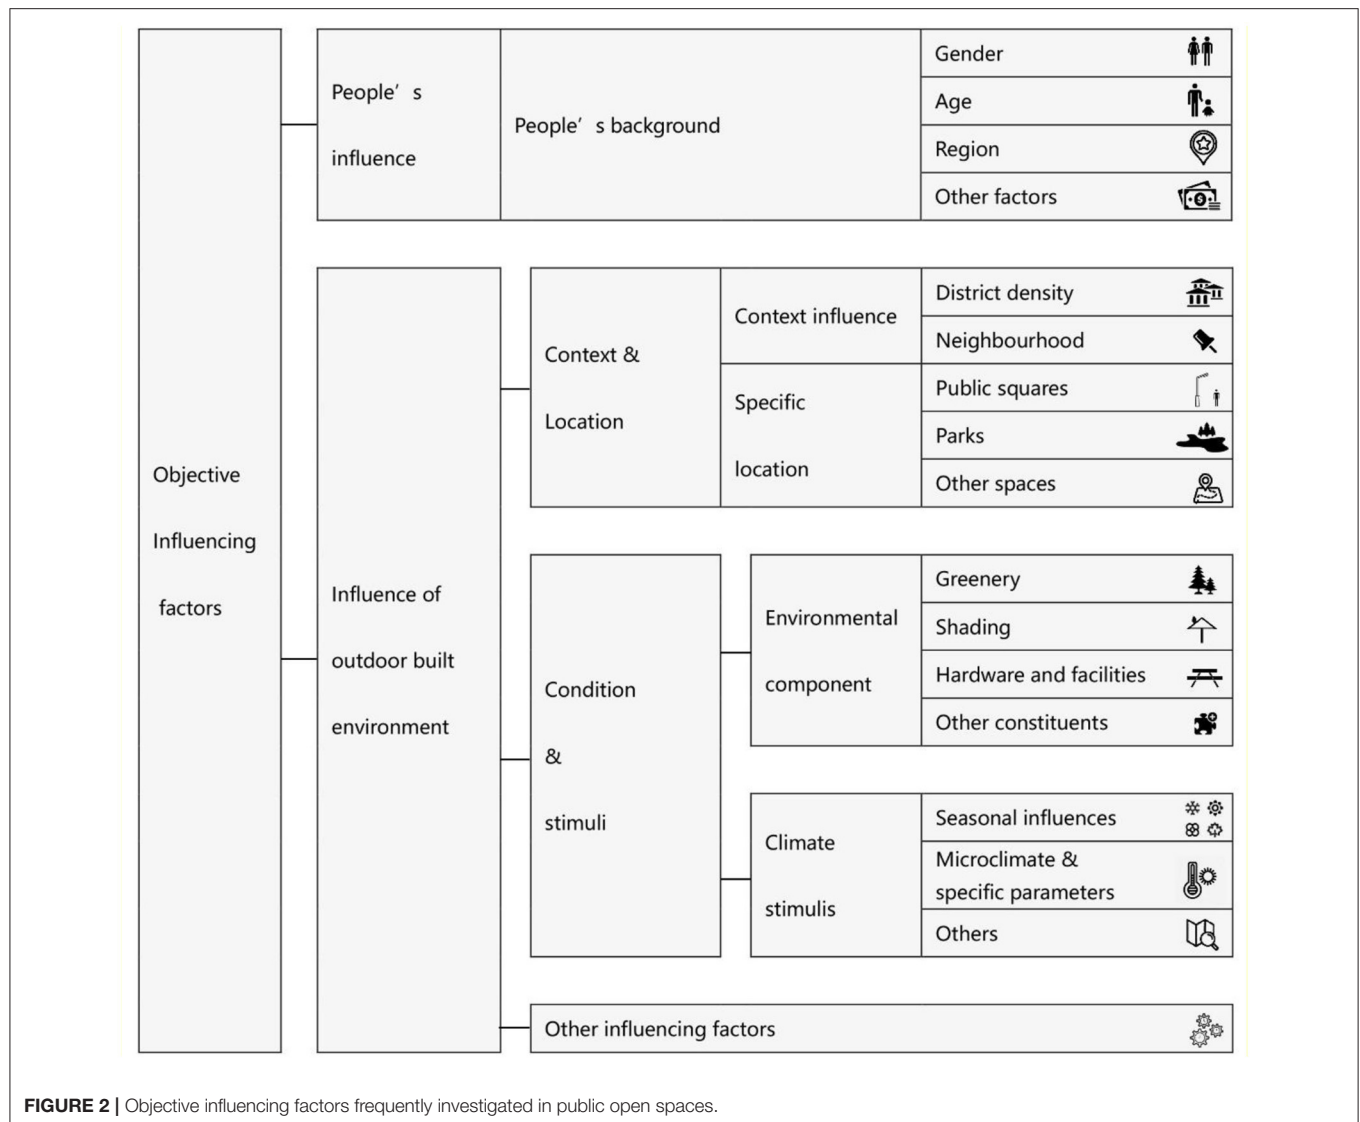 Objective
Influencing
factors
People' s
influence
People' s background
Gender
Age
Region
Other factors
Influence of
outdoor built
environment
Context &
Location
Context influence
District density
Neighbourhood
Specific
location
Public squares
Parks
Other spaces
Condition
&
stimuli
Environmental
component
Greenery
Shading
Hardware and facilities
Other constituents
Climate
stimulis
Seasonal influences
Microclimate &
specific parameters
Others
Other influencing factors
FIGURE 2 | Objective influencing factors frequently investigated in public open spaces.